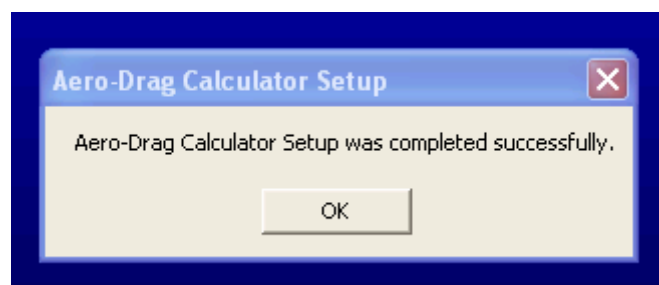 Aero-Drag Calculator Setup
Aero-Drag Calculator Setup was completed successfully.
OK